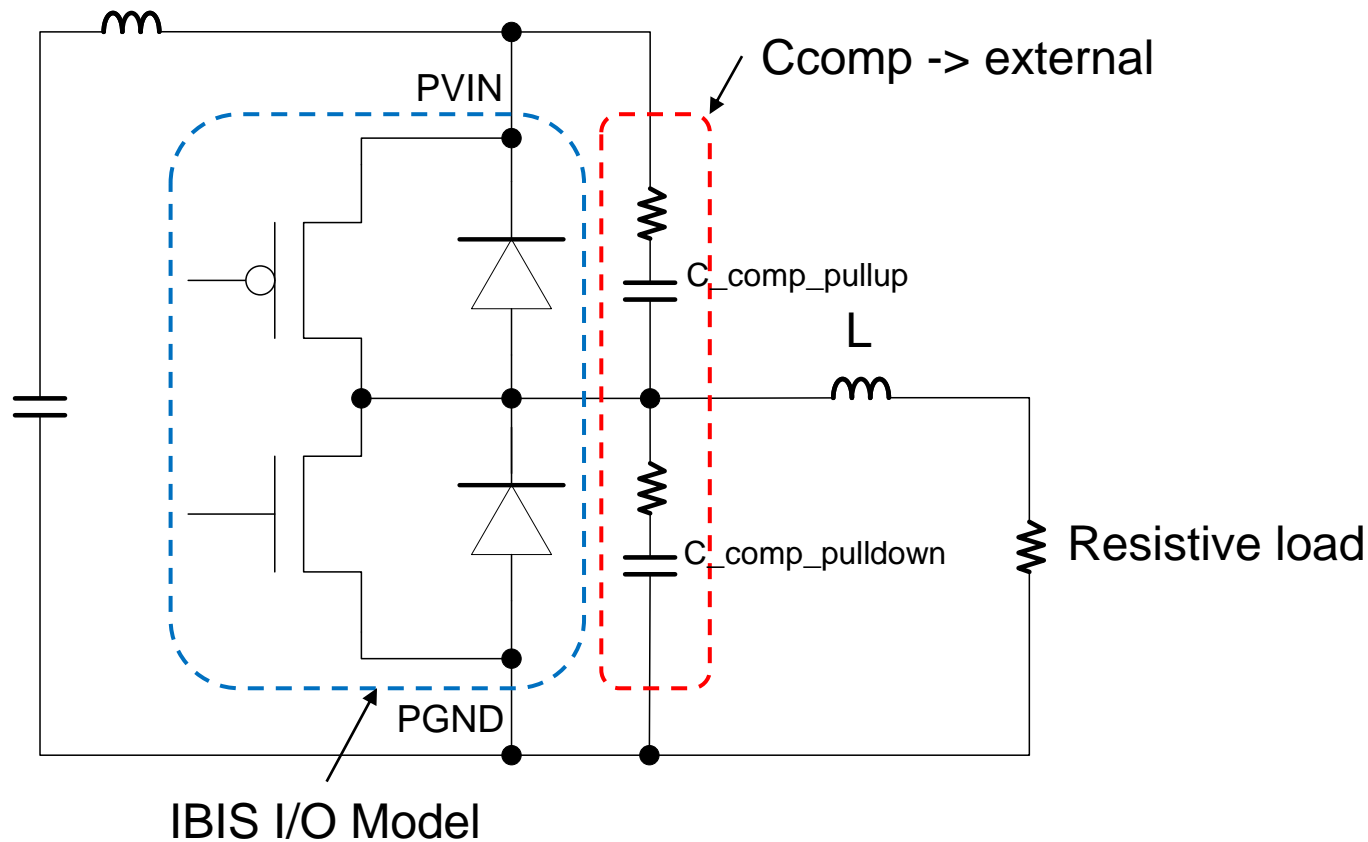 Ccomp -> external
PVIN
C_comp_pullup
L
C_comp_pulldown
Resistive load
PGND
IBIS I/O Model